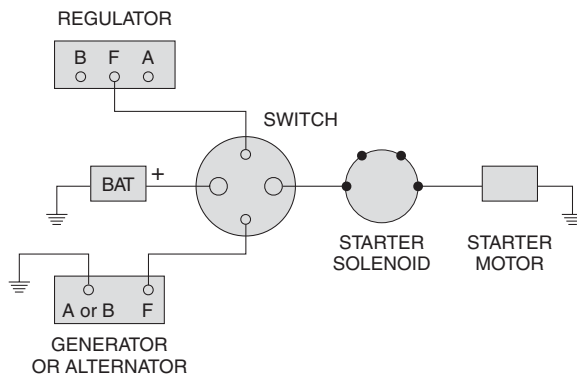 REGULATOR
B F A
SWITCH
BAT +
STARTER
SOLENOID
STARTER
MOTOR
A or B F
GENERATOR
OR ALTERNATOR